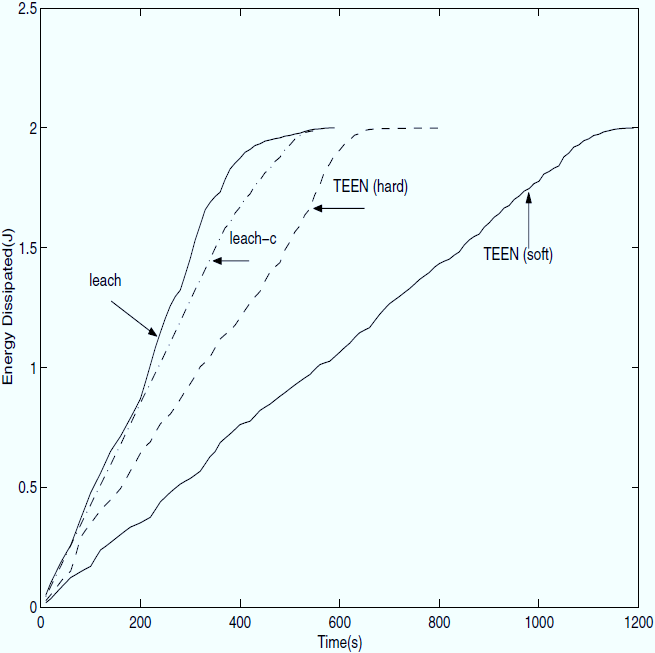 2.5
2
1.5
1
0.5
0
Energy Dissipated(J)
TEEN (hard)
leach−c
TEEN (soft)
leach
0 200 400 600 800 1000 1200
Time(s)